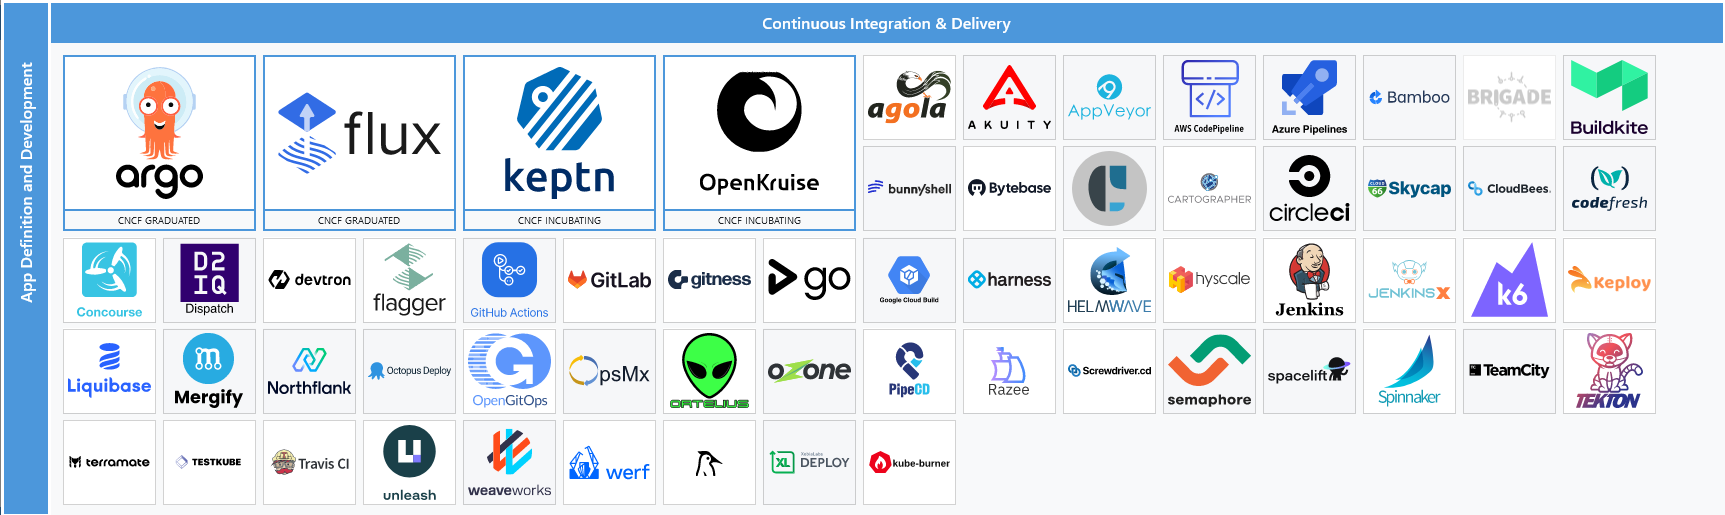 Continuous Integration & Delivery
App Definition and Development
argo
CNCF GRADUATED
flux
CNCF GRADUATED
keptn
CNCF INCUBATING
OpenKruise
CNCF INCUBATING
agola
AKUITY
AppVeyor
AWS CodePipeline
Azure Pipelines
Bamboo
BRIGADE
Buildkite
bunnyshell
Bytebase
C
CARTOGRAPHER
circleci
CLOUD
66
Skycap
CloudBees.
codefresh
Concourse
D2
IQ
Dispatch
devtron
flagger
GitHub Actions
GitLab
gitness
go
Google Cloud Build
harness
HELMWAVE
hyscale
Jenkins
JENKINS X
k6
Keploy
Liquibase
Mergify
Northflank
Octopus Deploy
OpenGitOps
OpsMx
ORTELIUS
ozone
PipeCD
Razee
Screwdriver.cd
semaphore
spacelift
Spinnaker
TeamCity
TEKTON
terramate
TESTKUBE
Travis CI
unleash
weaveworks
werf
XL
XebiaLabs
DEPLOY
kube-burner